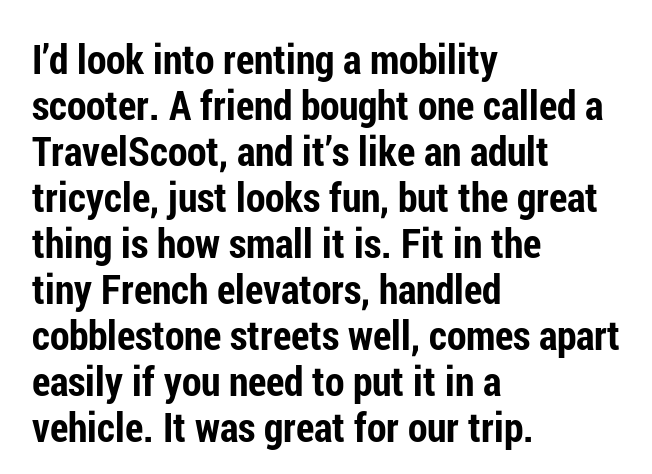 I’d look into renting a mobility
scooter. A friend bought one called a
TravelScoot, and it’s like an adult
tricycle, just looks fun, but the great
thing is how small it is. Fit in the
tiny French elevators, handled
cobblestone streets well, comes apart
easily if you need to put it in a
vehicle. It was great for our trip.